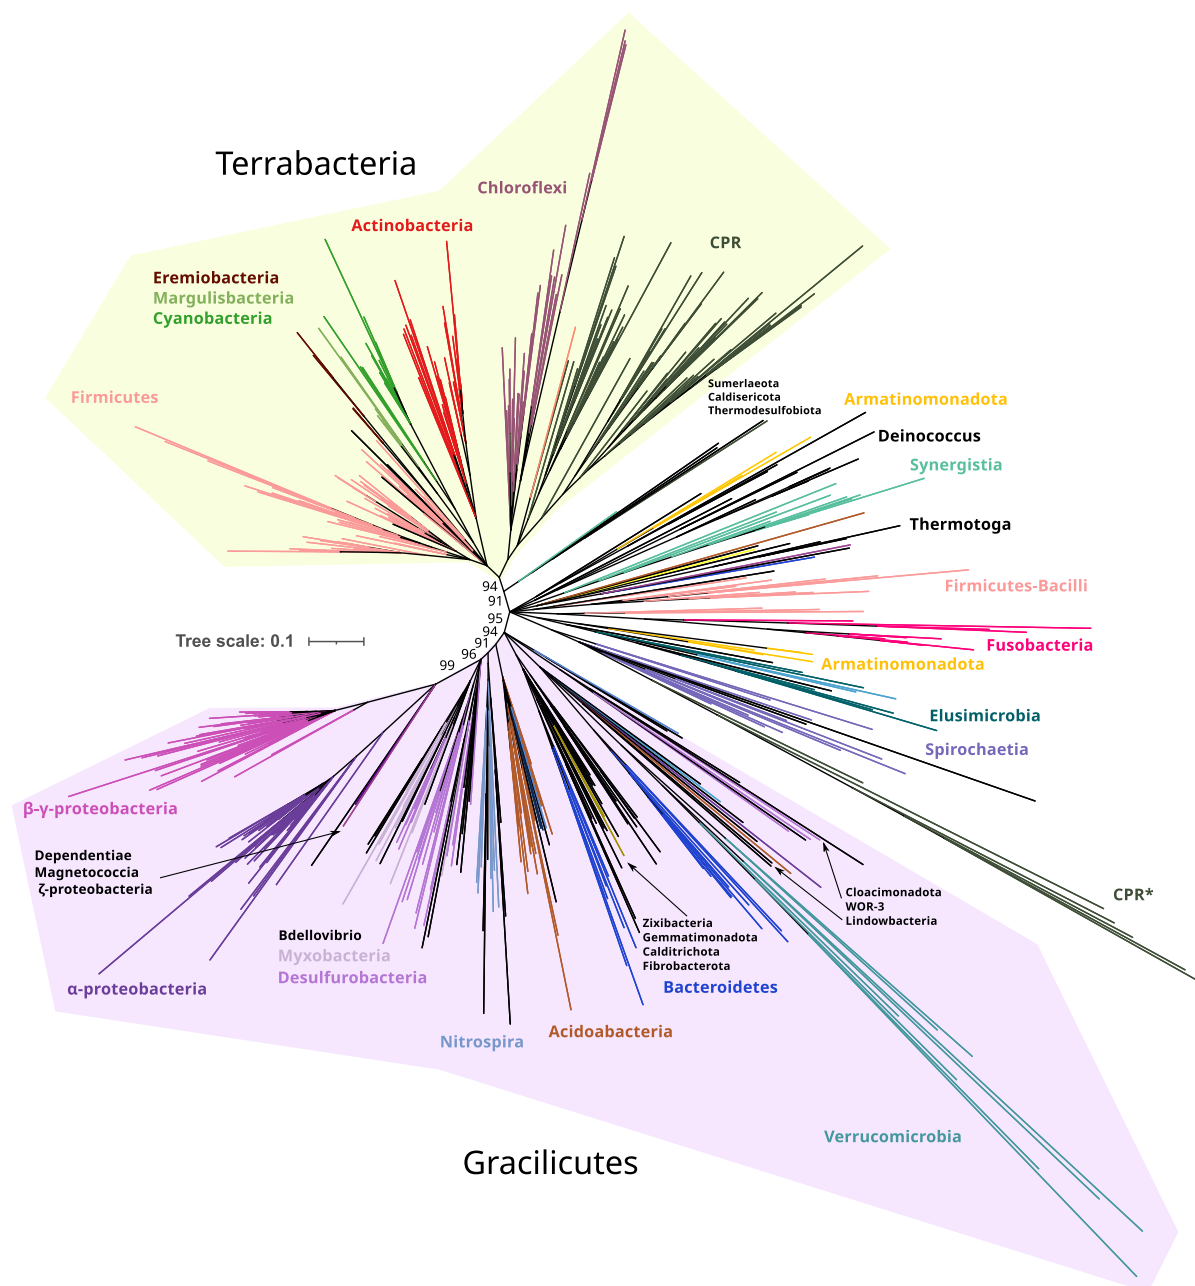 Terrabacteria
Chloroflexi
Actinobacteria
CPR
Eremiobacteria
Margulisbacteria
Cyanobacteria
Firmicutes
Sumerlaeota
Caldisericota
Thermodesulfobiota
Armatinomonadota
Deinococcus
Synergistia
Thermotoga
94
91
95
94
91
96
99
Firmicutes-Bacilli
Tree scale: 0.1
Fusobacteria
Armatinomonadota
Elusimicrobia
Spirochaetia
β-γ-proteobacteria
Dependentiae
Magnetococcia
ζ-proteobacteria
Cloacimonadota
WOR-3
Lindowbacteria
CPR*
Zixibacteria
Gemmatimonadota
Calditrichota
Fibrobacterota
Bdellovibrio
Myxobacteria
Desulfurobacteria
α-proteobacteria
Bacteroidetes
Acidoabacteria
Nitrospira
Verrucomicrobia
Gracilicutes